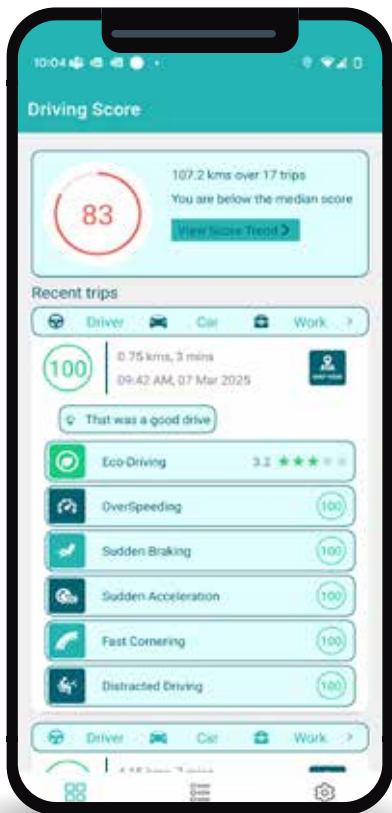 10:04
Driving Score
83
107.2 kms over 17 trips
You are below the median score
View Score Trend >
Recent trips
Driver Car Work >
100
0.75 kms, 3 mins
09:42 AM, 07 Mar 2025
That was a good drive
Eco-Driving 3.2
OverSpeeding 100
Sudden Braking 100
Sudden Acceleration 100
Fast Cornering 100
Distracted Driving 100
Driver Car Work >